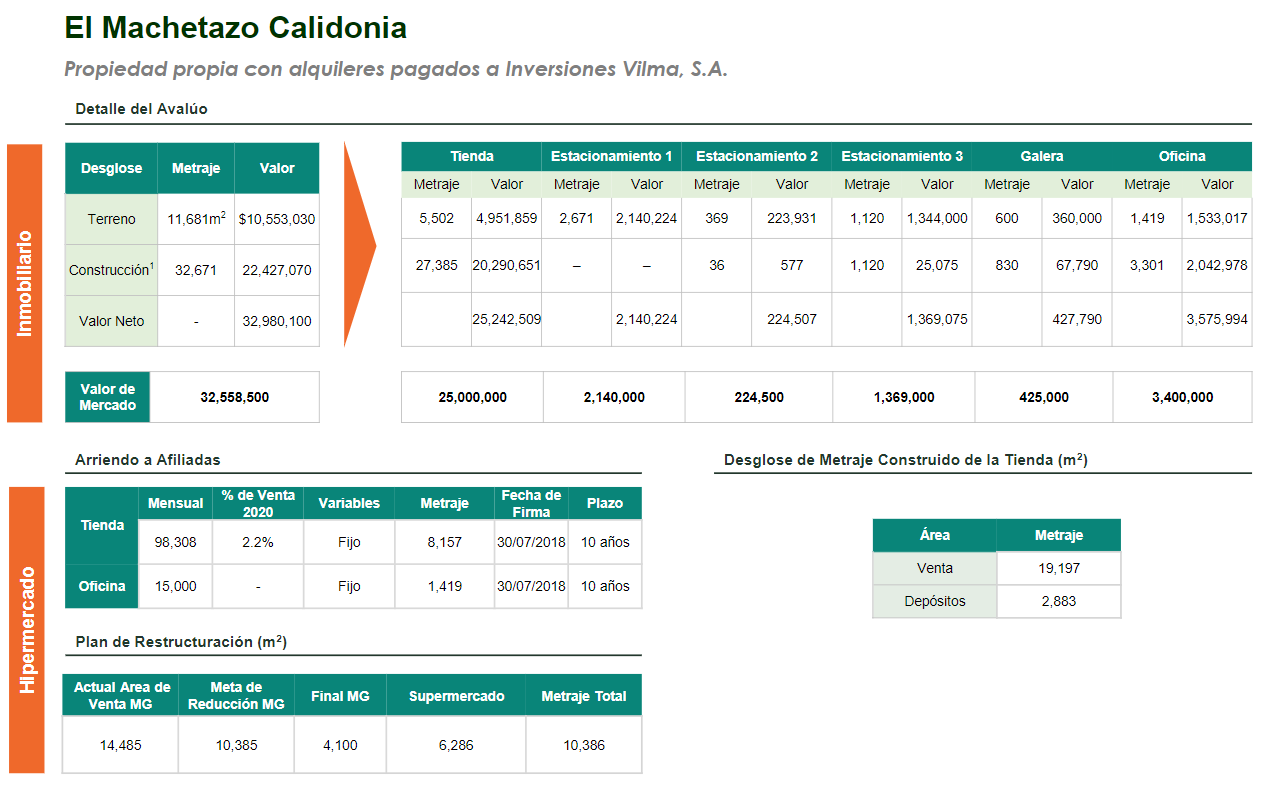 El Machetazo Calidonia
Propiedad propia con alquileres pagados a Inversiones Vilma, S.A.
Detalle del Avalúo
Inmobiliario
Desglose Metraje Valor
Terreno 11,681m² $10,553,030
Construcción¹ 32,671 22,427,070
Valor Neto - 32,980,100
Valor de Mercado 32,558,500
Tienda Estacionamiento 1 Estacionamiento 2 Estacionamiento 3 Galera Oficina
Metraje Valor Metraje Valor Metraje Valor Metraje Valor Metraje Valor Metraje Valor
5,502 4,951,859 2,671 2,140,224 369 223,931 1,120 1,344,000 600 360,000 1,419 1,533,017
27,385 20,290,651 – – 36 577 1,120 25,075 830 67,790 3,301 2,042,978
25,242,509 2,140,224 224,507 1,369,075 427,790 3,575,994
25,000,000 2,140,000 224,500 1,369,000 425,000 3,400,000
Hipermercado
Arriendo a Afiliadas
Mensual % de Venta 2020 Variables Metraje Fecha de Firma Plazo
Tienda 98,308 2.2% Fijo 8,157 30/07/2018 10 años
Oficina 15,000 - Fijo 1,419 30/07/2018 10 años
Plan de Restructuración (m²)
Actual Area de Venta MG Meta de Reducción MG Final MG Supermercado Metraje Total
14,485 10,385 4,100 6,286 10,386
Desglose de Metraje Construido de la Tienda (m²)
Área Metraje
Venta 19,197
Depósitos 2,883